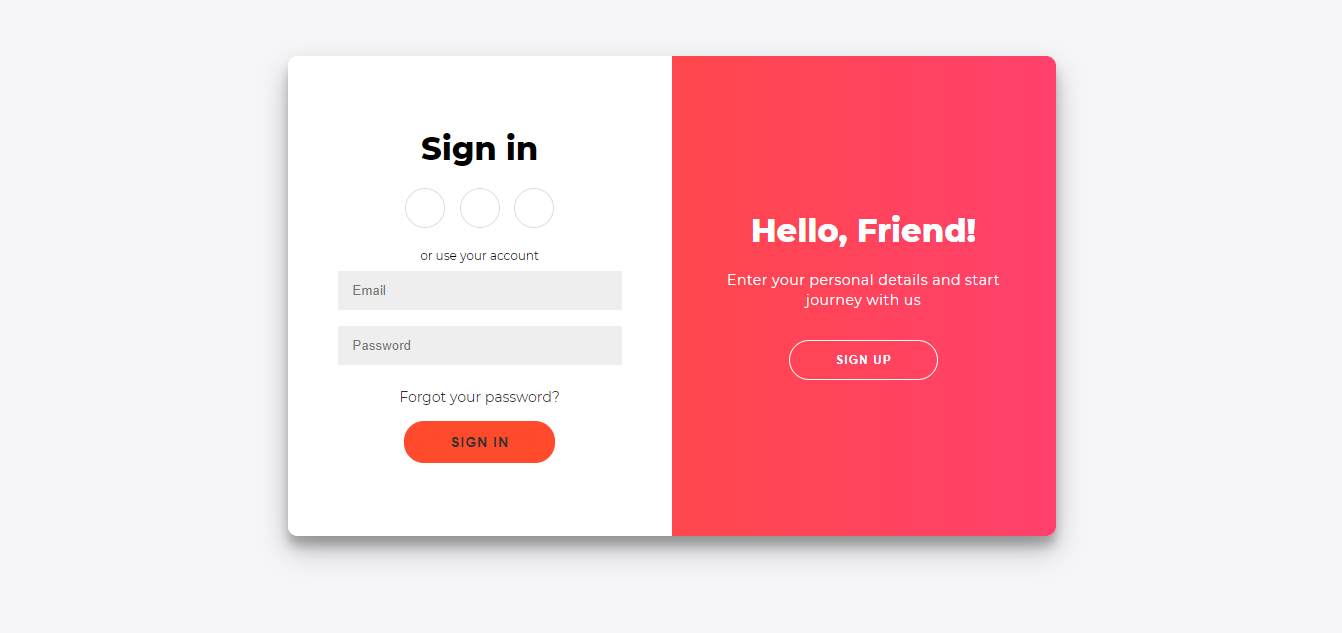 Sign in
or use your account
Email
Password
Forgot your password?
SIGN IN
Hello, Friend!
Enter your personal details and start
journey with us
SIGN UP